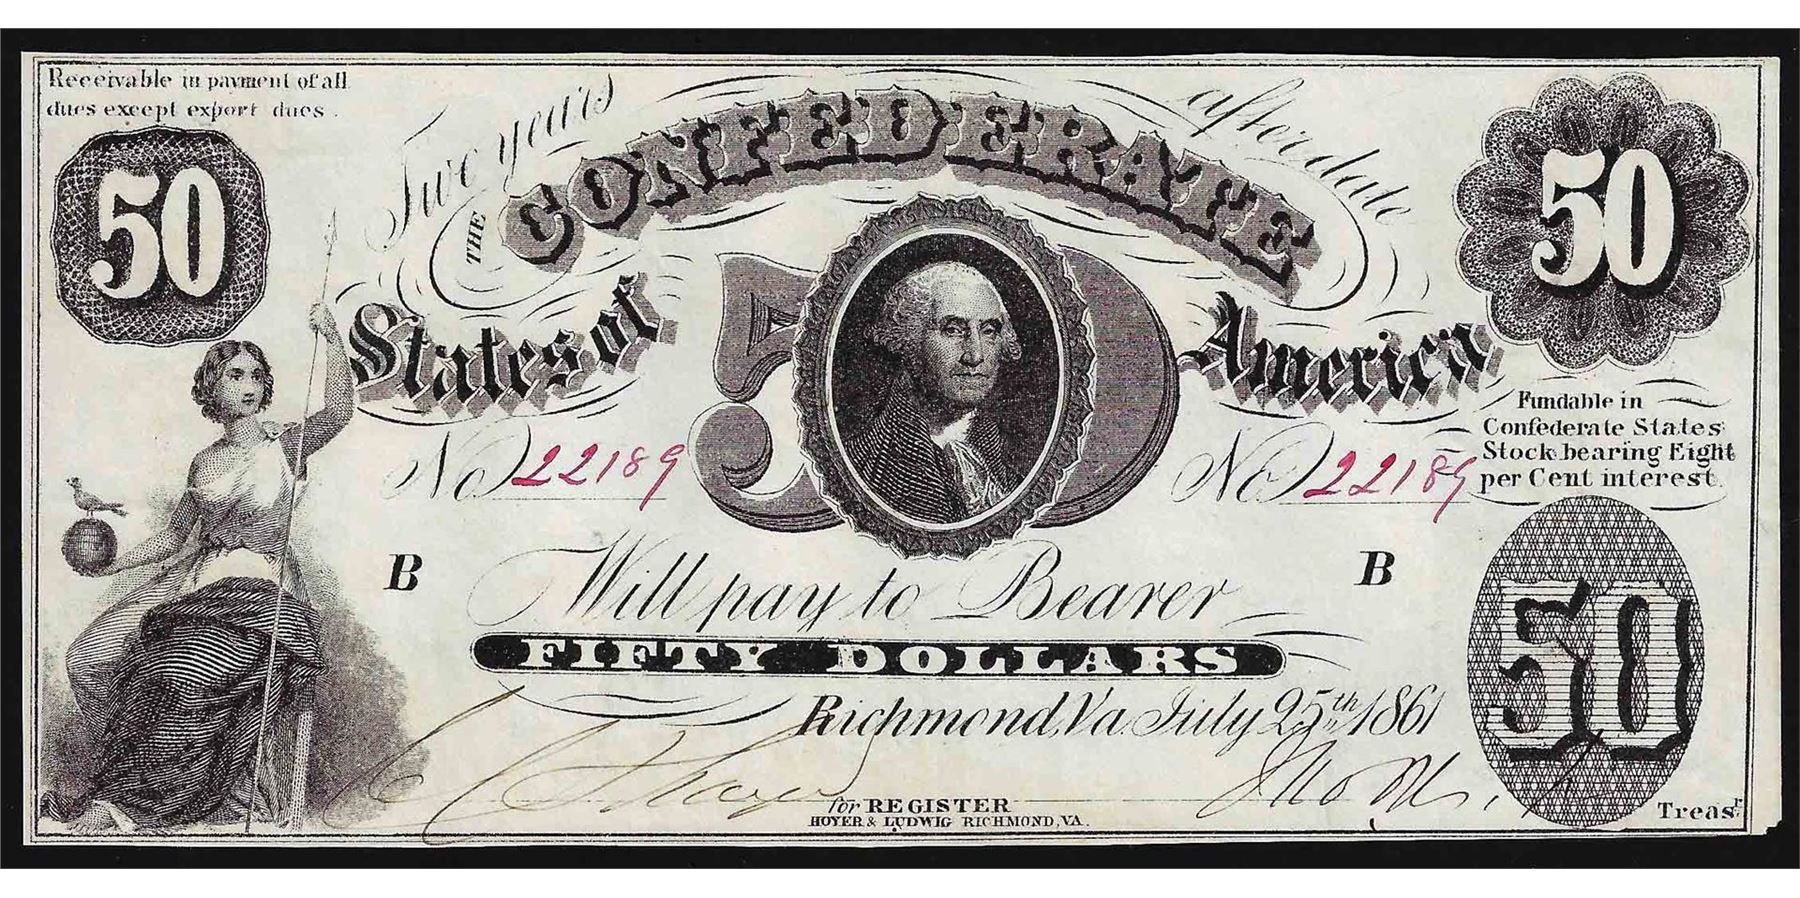 Receivable in payment of all
dues except export dues.
Two years after date
50
50
THE CONFEDERATE
States of America
50
No 22189
No 22189
Fundable in
Confederate States
Stock bearing Eight
per Cent interest.
B
B
Will pay to Bearer
FIFTY DOLLARS
50
Richmond, Va. July 25th 1861
for REGISTER
HOYER & LUDWIG RICHMOND, VA.
Treasr.